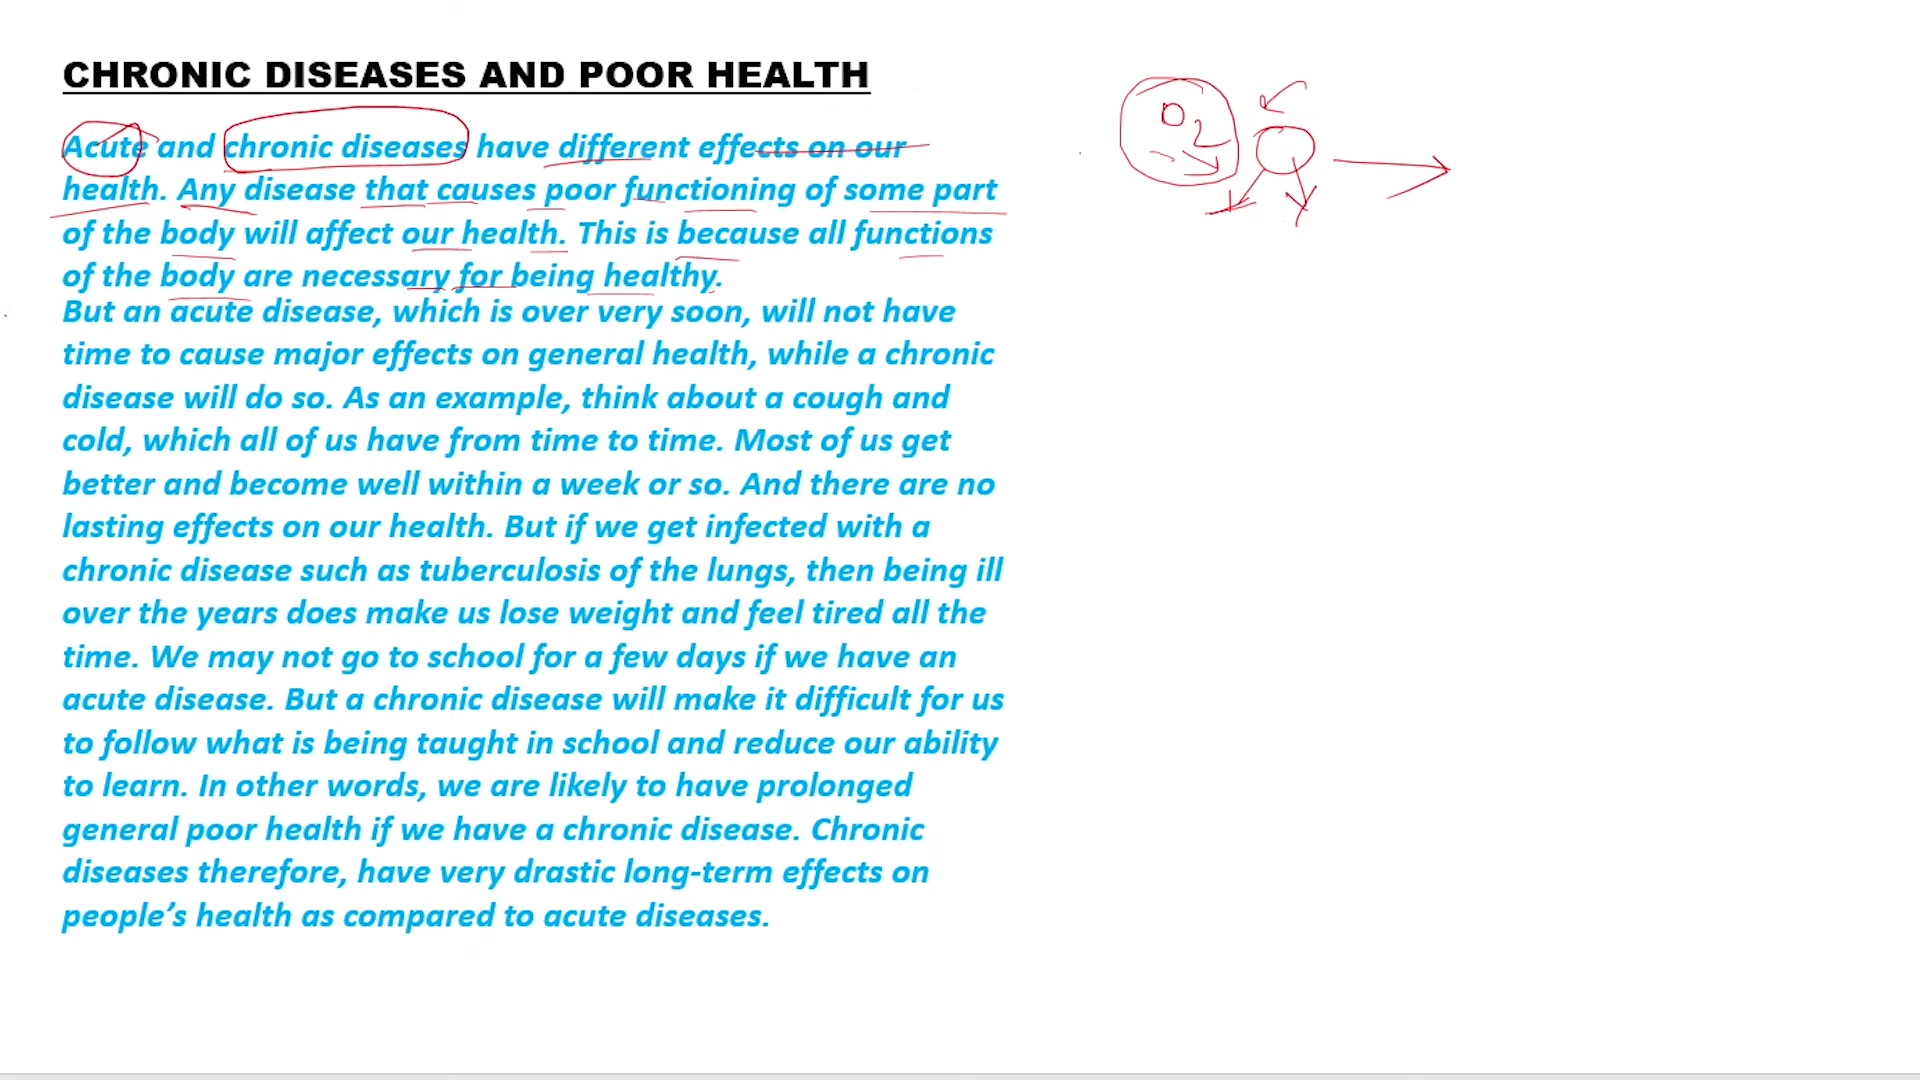 CHRONIC DISEASES AND POOR HEALTH
Acute and chronic diseases have different effects on our
health. Any disease that causes poor functioning of some part
of the body will affect our health. This is because all functions
of the body are necessary for being healthy.
But an acute disease, which is over very soon, will not have
time to cause major effects on general health, while a chronic
disease will do so. As an example, think about a cough and
cold, which all of us have from time to time. Most of us get
better and become well within a week or so. And there are no
lasting effects on our health. But if we get infected with a
chronic disease such as tuberculosis of the lungs, then being ill
over the years does make us lose weight and feel tired all the
time. We may not go to school for a few days if we have an
acute disease. But a chronic disease will make it difficult for us
to follow what is being taught in school and reduce our ability
to learn. In other words, we are likely to have prolonged
general poor health if we have a chronic disease. Chronic
diseases therefore, have very drastic long-term effects on
people’s health as compared to acute diseases.
O2